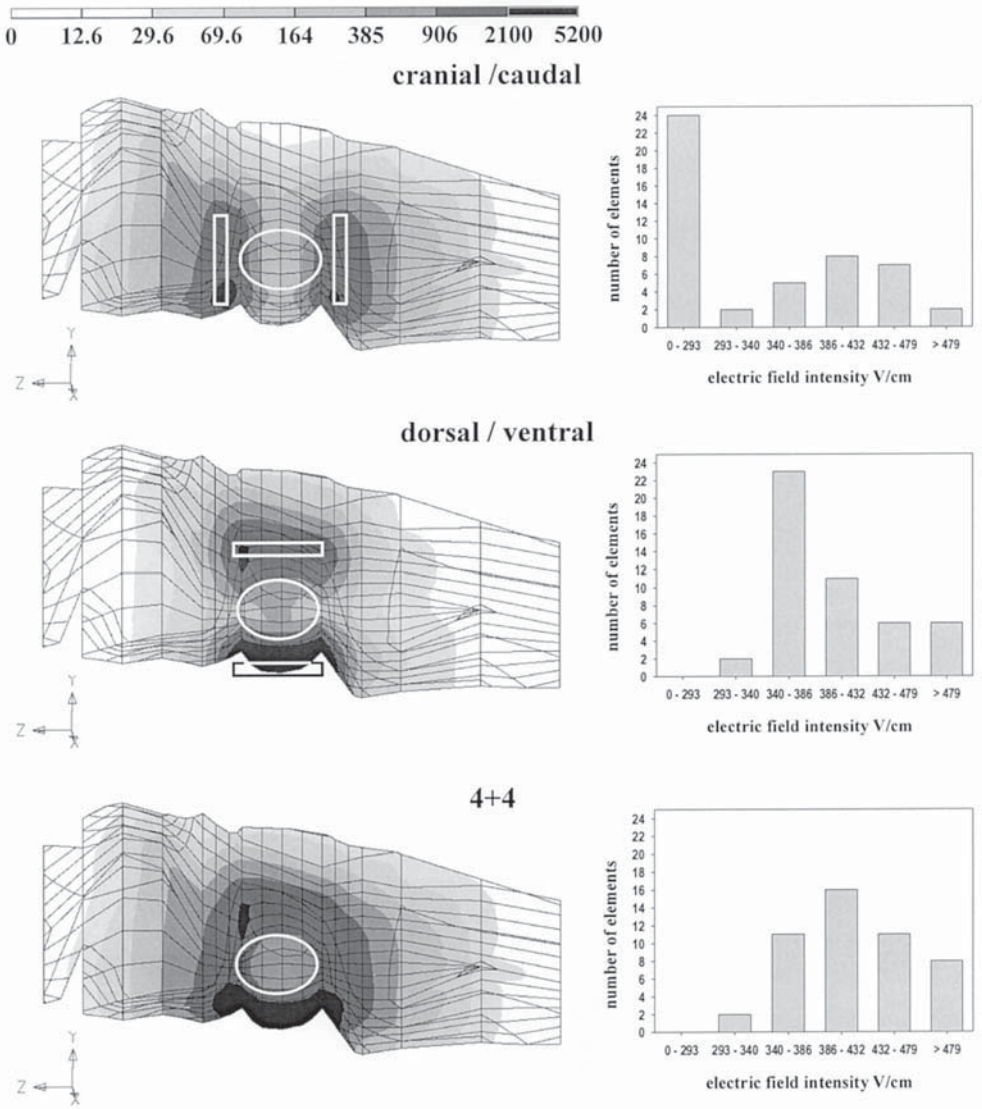 0 12.6 29.6 69.6 164 385 906 2100 5200
cranial /caudal
24
22
20
18
16
14
12
10
8
6
4
2
0
number of elements
0 - 293 293 - 340 340 - 386 386 - 432 432 - 479 > 479
electric field intensity V/cm
Y
Z
X
dorsal / ventral
24
22
20
18
16
14
12
10
8
6
4
2
0
number of elements
0 - 293 293 - 340 340 - 386 386 - 432 432 - 479 > 479
electric field intensity V/cm
Y
Z
X
4+4
24
22
20
18
16
14
12
10
8
6
4
2
0
number of elements
0 - 293 293 - 340 340 - 386 386 - 432 432 - 479 > 479
electric field intensity V/cm
Y
Z
X